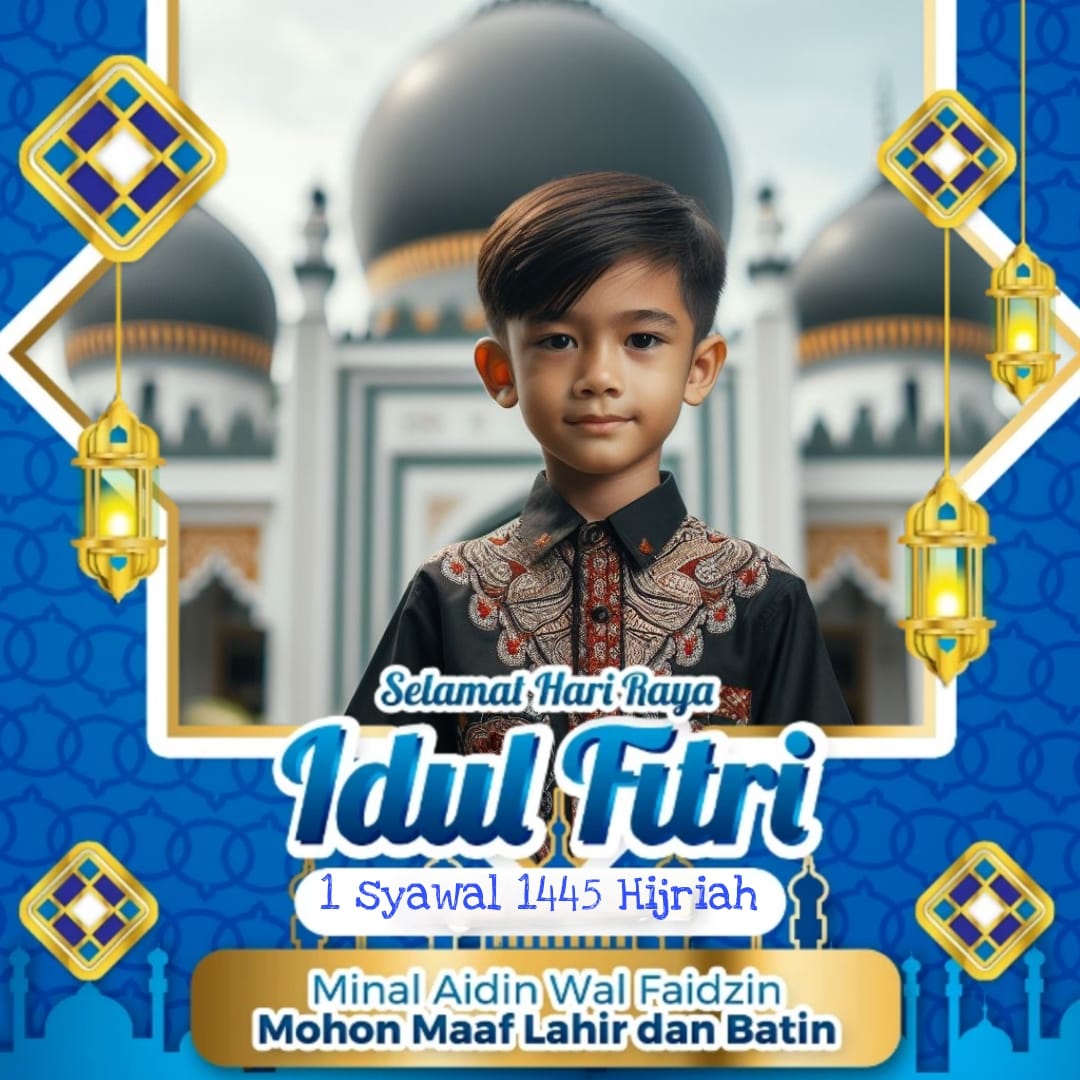 Selamat Hari Raya
Idul Fitri
1 Syawal 1445 Hijriah
Minal Aidin Wal Faidzin
Mohon Maaf Lahir dan Batin